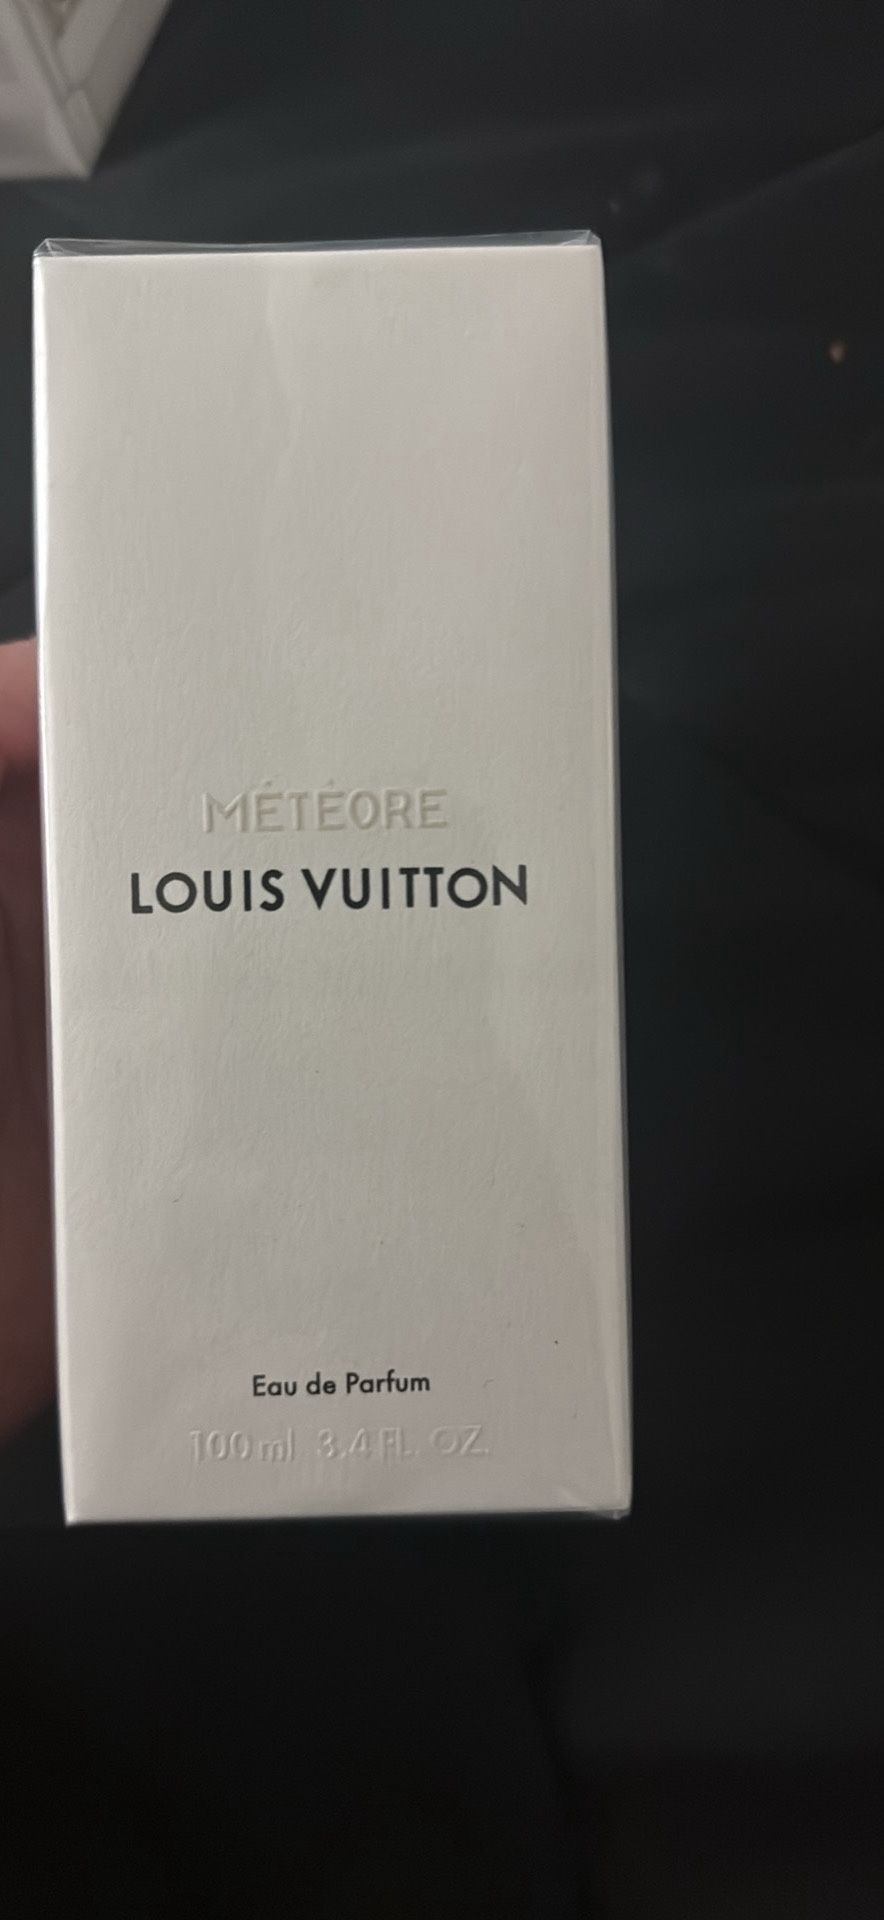 MÉTÉORE
LOUIS VUITTON
Eau de Parfum
100 ml 3.4 FL. OZ.